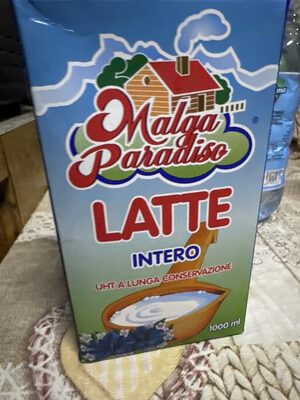 Malga
Paradiso
®
LATTE
INTERO
UHT A LUNGA CONSERVAZIONE
1000 ml